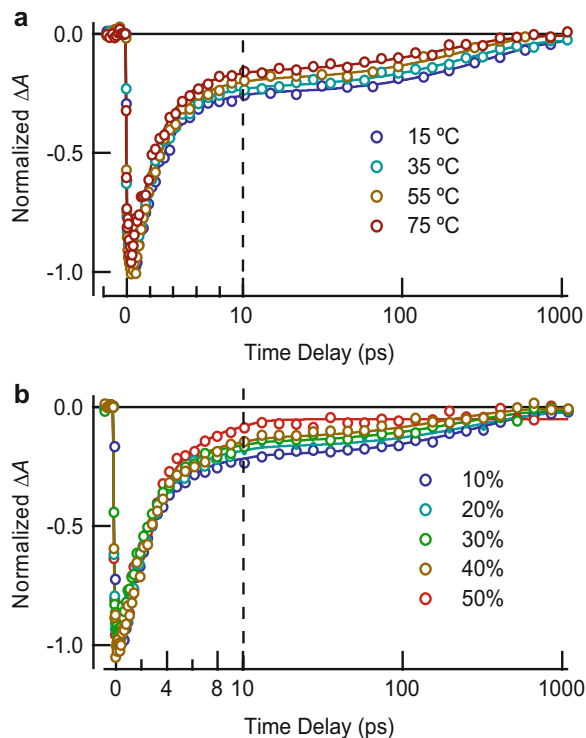 a
0.0
-0.5
-1.0
Normalized ΔA
15 ºC
35 ºC
55 ºC
75 ºC
0 10 100 1000
Time Delay (ps)
b
0.0
-0.5
-1.0
Normalized ΔA
10%
20%
30%
40%
50%
0 4 8 10 100 1000
Time Delay (ps)